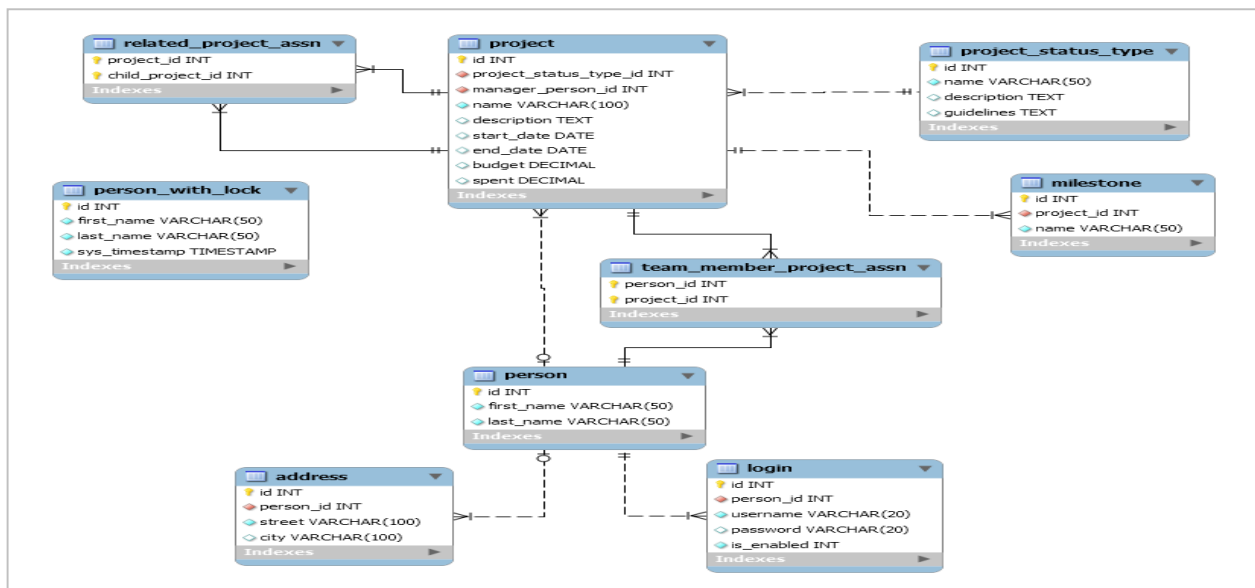 related_project_assn
project_id INT
child_project_id INT
Indexes
project
id INT
project_status_type_id INT
manager_person_id INT
name VARCHAR(100)
description TEXT
start_date DATE
end_date DATE
budget DECIMAL
spent DECIMAL
Indexes
project_status_type
id INT
name VARCHAR(50)
description TEXT
guidelines TEXT
Indexes
person_with_lock
id INT
first_name VARCHAR(50)
last_name VARCHAR(50)
sys_timestamp TIMESTAMP
Indexes
milestone
id INT
project_id INT
name VARCHAR(50)
Indexes
team_member_project_assn
person_id INT
project_id INT
Indexes
person
id INT
first_name VARCHAR(50)
last_name VARCHAR(50)
Indexes
address
id INT
person_id INT
street VARCHAR(100)
city VARCHAR(100)
Indexes
login
id INT
person_id INT
username VARCHAR(20)
password VARCHAR(20)
is_enabled INT
Indexes